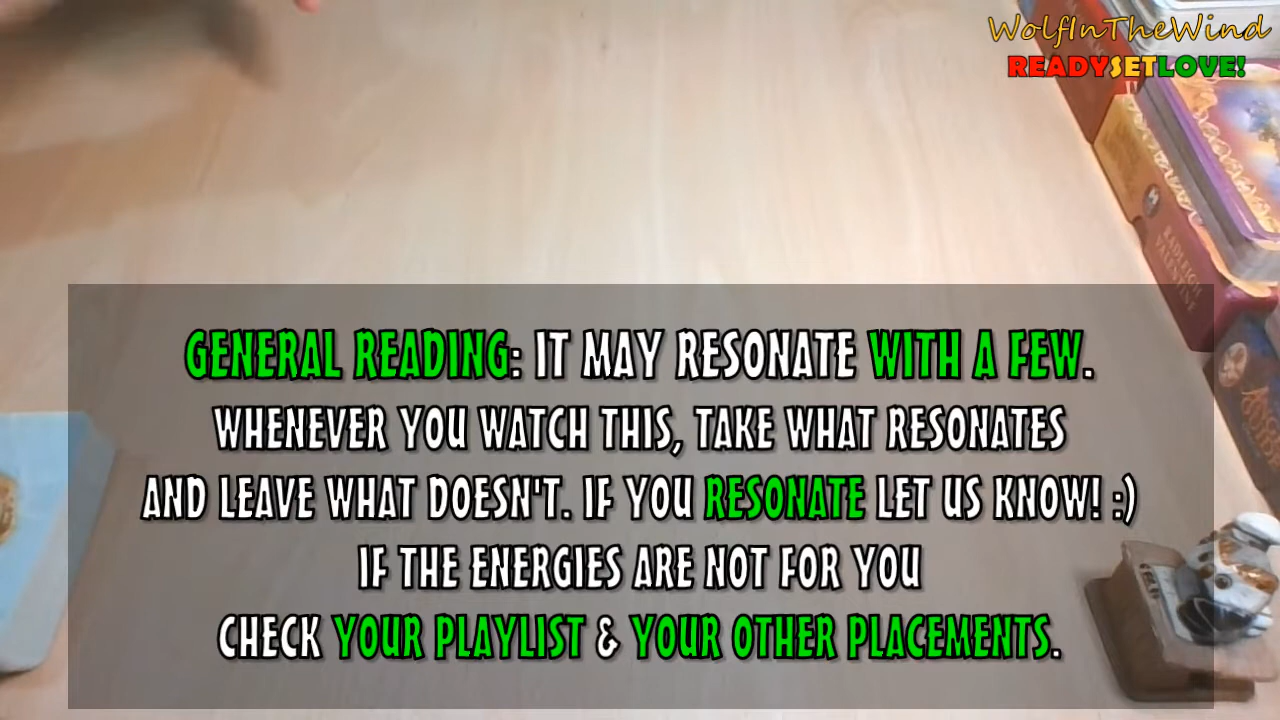 WolfInTheWind
READYSETLOVE!
RADLEIGH
VALENTINE
GENERAL READING: IT MAY RESONATE WITH A FEW.
WHENEVER YOU WATCH THIS, TAKE WHAT RESONATES
AND LEAVE WHAT DOESN'T. IF YOU RESONATE LET US KNOW! :)
IF THE ENERGIES ARE NOT FOR YOU
CHECK YOUR PLAYLIST & YOUR OTHER PLACEMENTS.